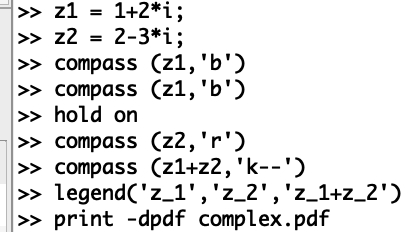 >> z1 = 1+2*i;
>> z2 = 2-3*i;
>> compass (z1,'b')
>> compass (z1,'b')
>> hold on
>> compass (z2,'r')
>> compass (z1+z2,'k--')
>> legend('z_1','z_2','z_1+z_2')
>> print -dpdf complex.pdf